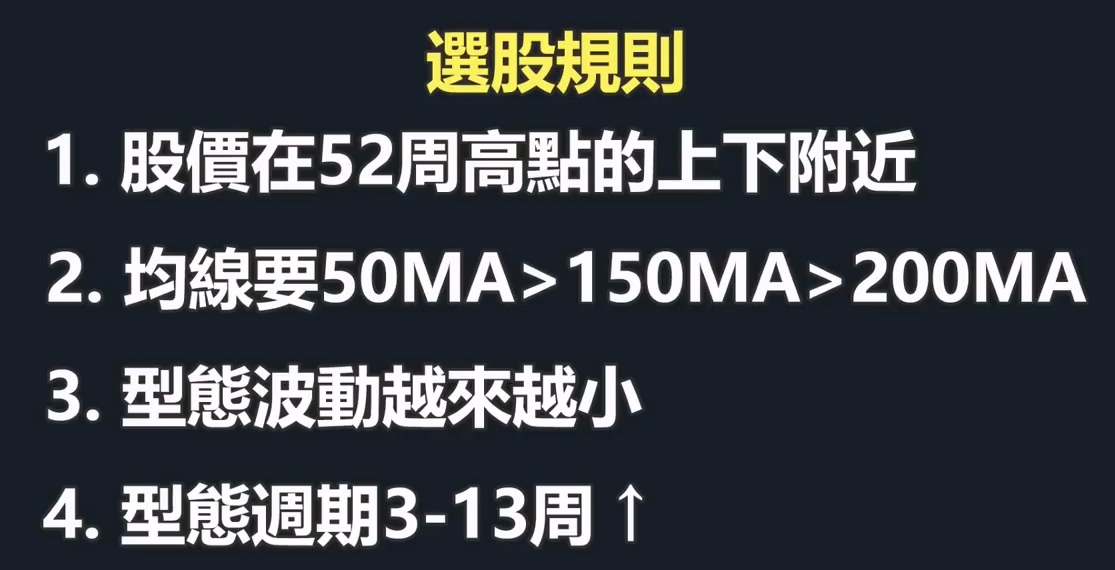 選股規則
1. 股價在52周高點的上下附近
2. 均線要50MA>150MA>200MA
3. 型態波動越來越小
4. 型態週期3-13周↑